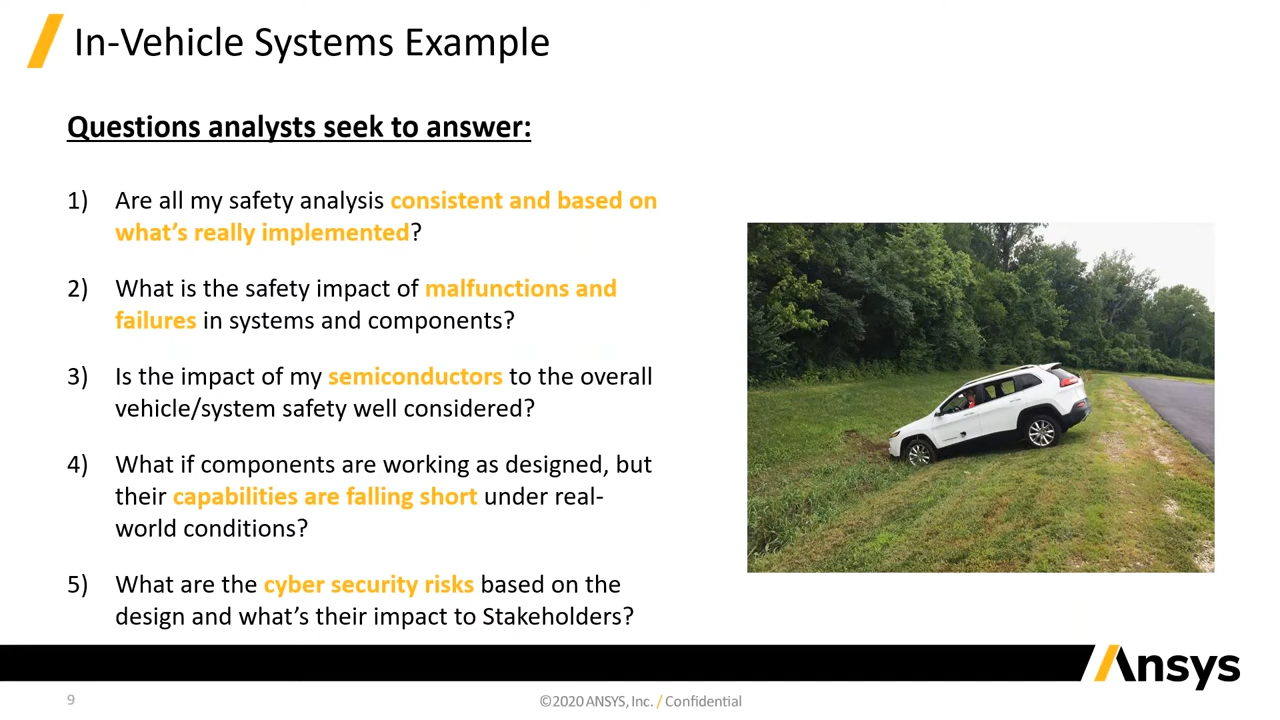 In-Vehicle Systems Example
Questions analysts seek to answer:
1) Are all my safety analysis consistent and based on
what’s really implemented?
2) What is the safety impact of malfunctions and
failures in systems and components?
3) Is the impact of my semiconductors to the overall
vehicle/system safety well considered?
4) What if components are working as designed, but
their capabilities are falling short under real-
world conditions?
5) What are the cyber security risks based on the
design and what’s their impact to Stakeholders?
Ansys
9
©2020 ANSYS, Inc. / Confidential